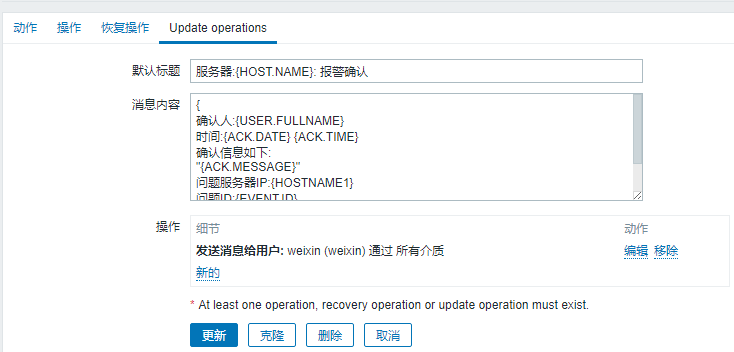 动作 操作 恢复操作 Update operations
默认标题 服务器:{HOST.NAME}: 报警确认
消息内容 {
确认人:{USER.FULLNAME}
时间:{ACK.DATE} {ACK.TIME}
确认信息如下:
"{ACK.MESSAGE}"
问题服务器IP:{HOSTNAME1}
问题ID:{EVENT.ID}
操作 细节 动作
发送消息给用户: weixin (weixin) 通过 所有介质 编辑 移除
新的
* At least one operation, recovery operation or update operation must exist.
更新 克隆 删除 取消